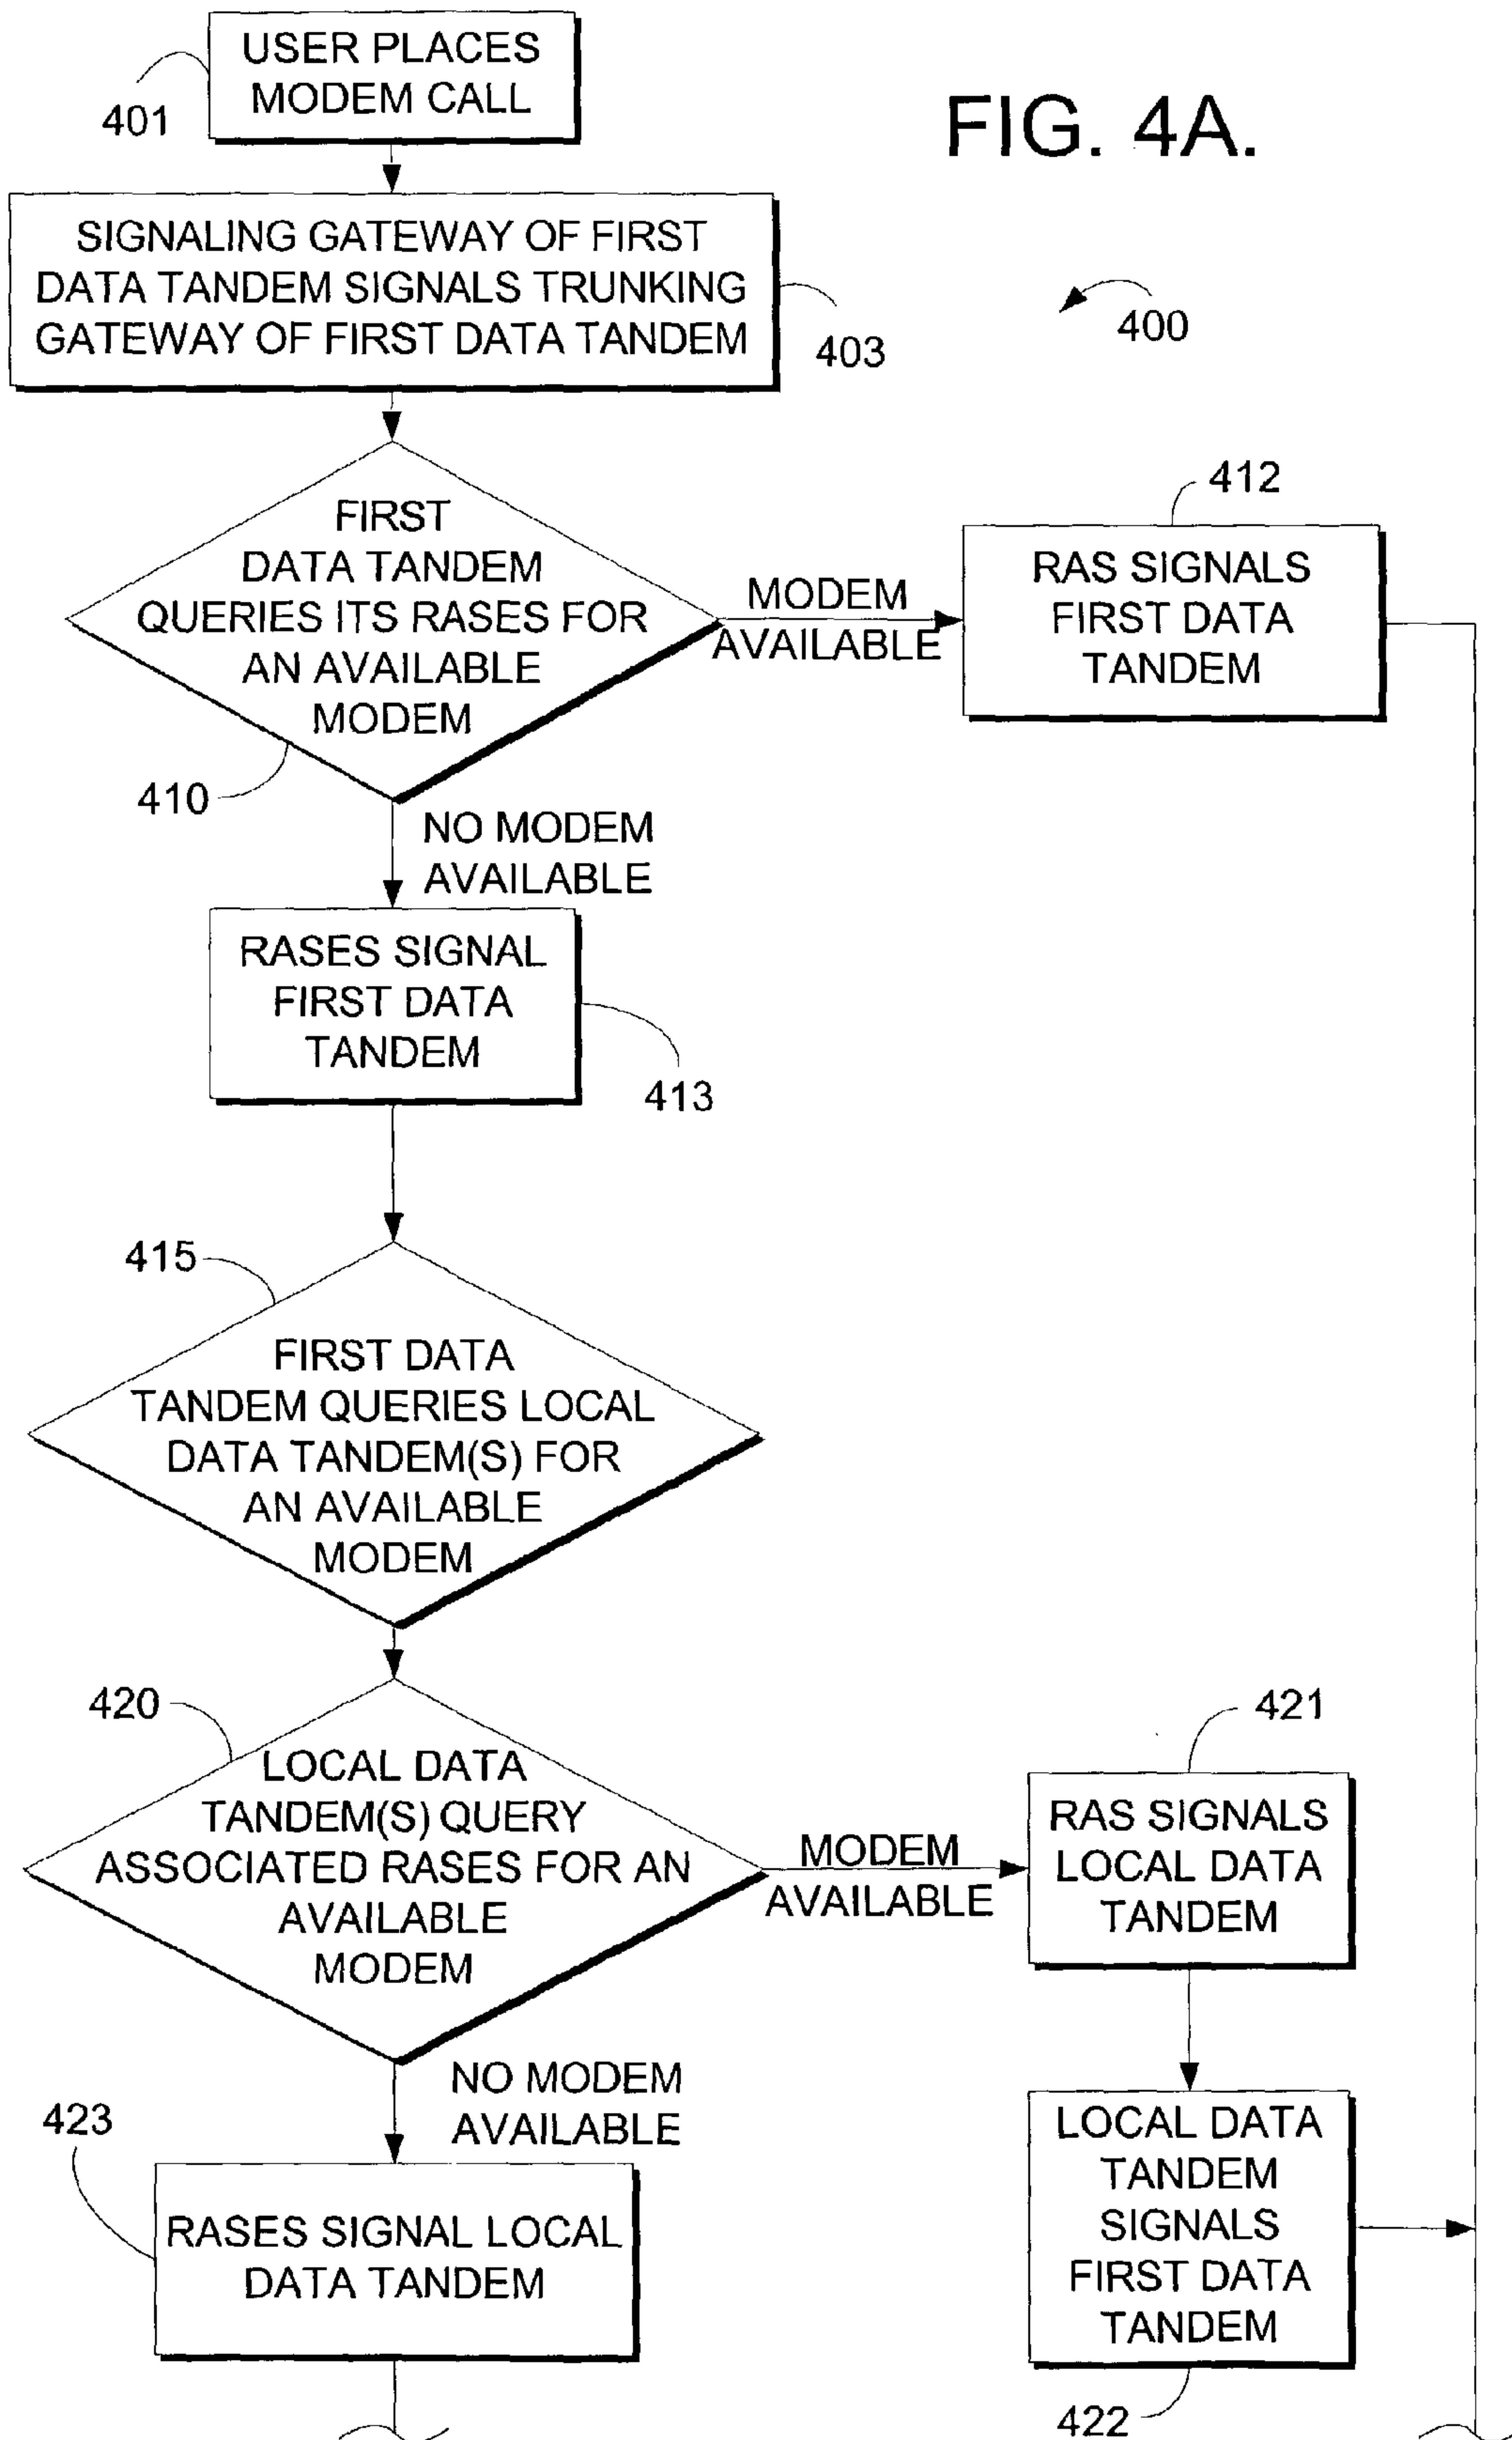 USER PLACES
MODEM CALL
401
FIG. 4A.
SIGNALING GATEWAY OF FIRST
DATA TANDEM SIGNALS TRUNKING
GATEWAY OF FIRST DATA TANDEM
403
400
FIRST
DATA TANDEM
QUERIES ITS RASES FOR
AN AVAILABLE
MODEM
410
MODEM
AVAILABLE
412
RAS SIGNALS
FIRST DATA
TANDEM
NO MODEM
AVAILABLE
RASES SIGNAL
FIRST DATA
TANDEM
413
415
FIRST DATA
TANDEM QUERIES LOCAL
DATA TANDEM(S) FOR
AN AVAILABLE
MODEM
420
LOCAL DATA
TANDEM(S) QUERY
ASSOCIATED RASES FOR AN
AVAILABLE
MODEM
MODEM
AVAILABLE
421
RAS SIGNALS
LOCAL DATA
TANDEM
NO MODEM
AVAILABLE
423
RASES SIGNAL LOCAL
DATA TANDEM
LOCAL DATA
TANDEM
SIGNALS
FIRST DATA
TANDEM
422